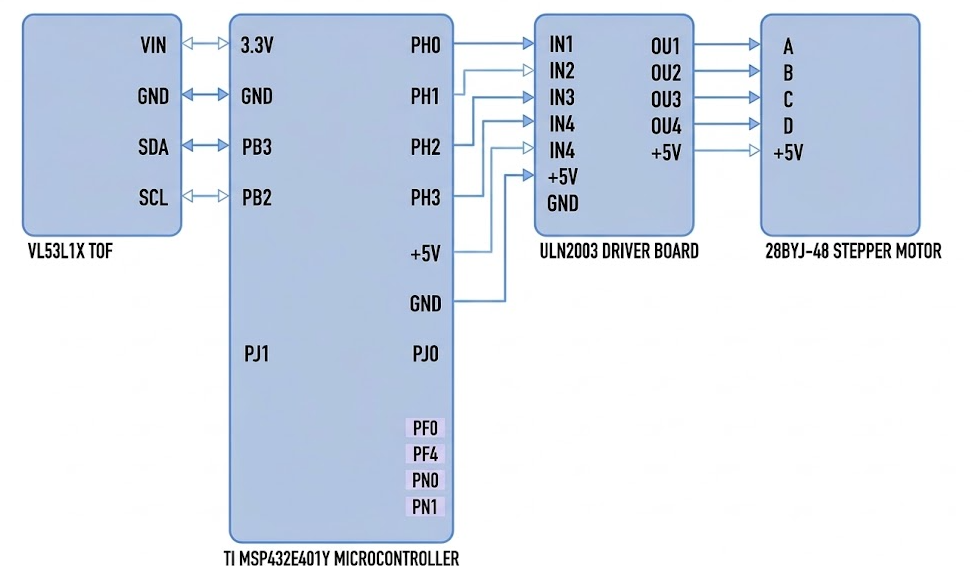 VIN
GND
SDA
SCL
VL53L1X TOF
3.3V
GND
PB3
PB2
PJ1
PH0
PH1
PH2
PH3
+5V
GND
PJ0
PF0
PF4
PN0
PN1
TI MSP432E401Y MICROCONTROLLER
IN1
IN2
IN3
IN4
IN4
+5V
GND
OU1
OU2
OU3
OU4
+5V
ULN2003 DRIVER BOARD
A
B
C
D
+5V
28BYJ-48 STEPPER MOTOR